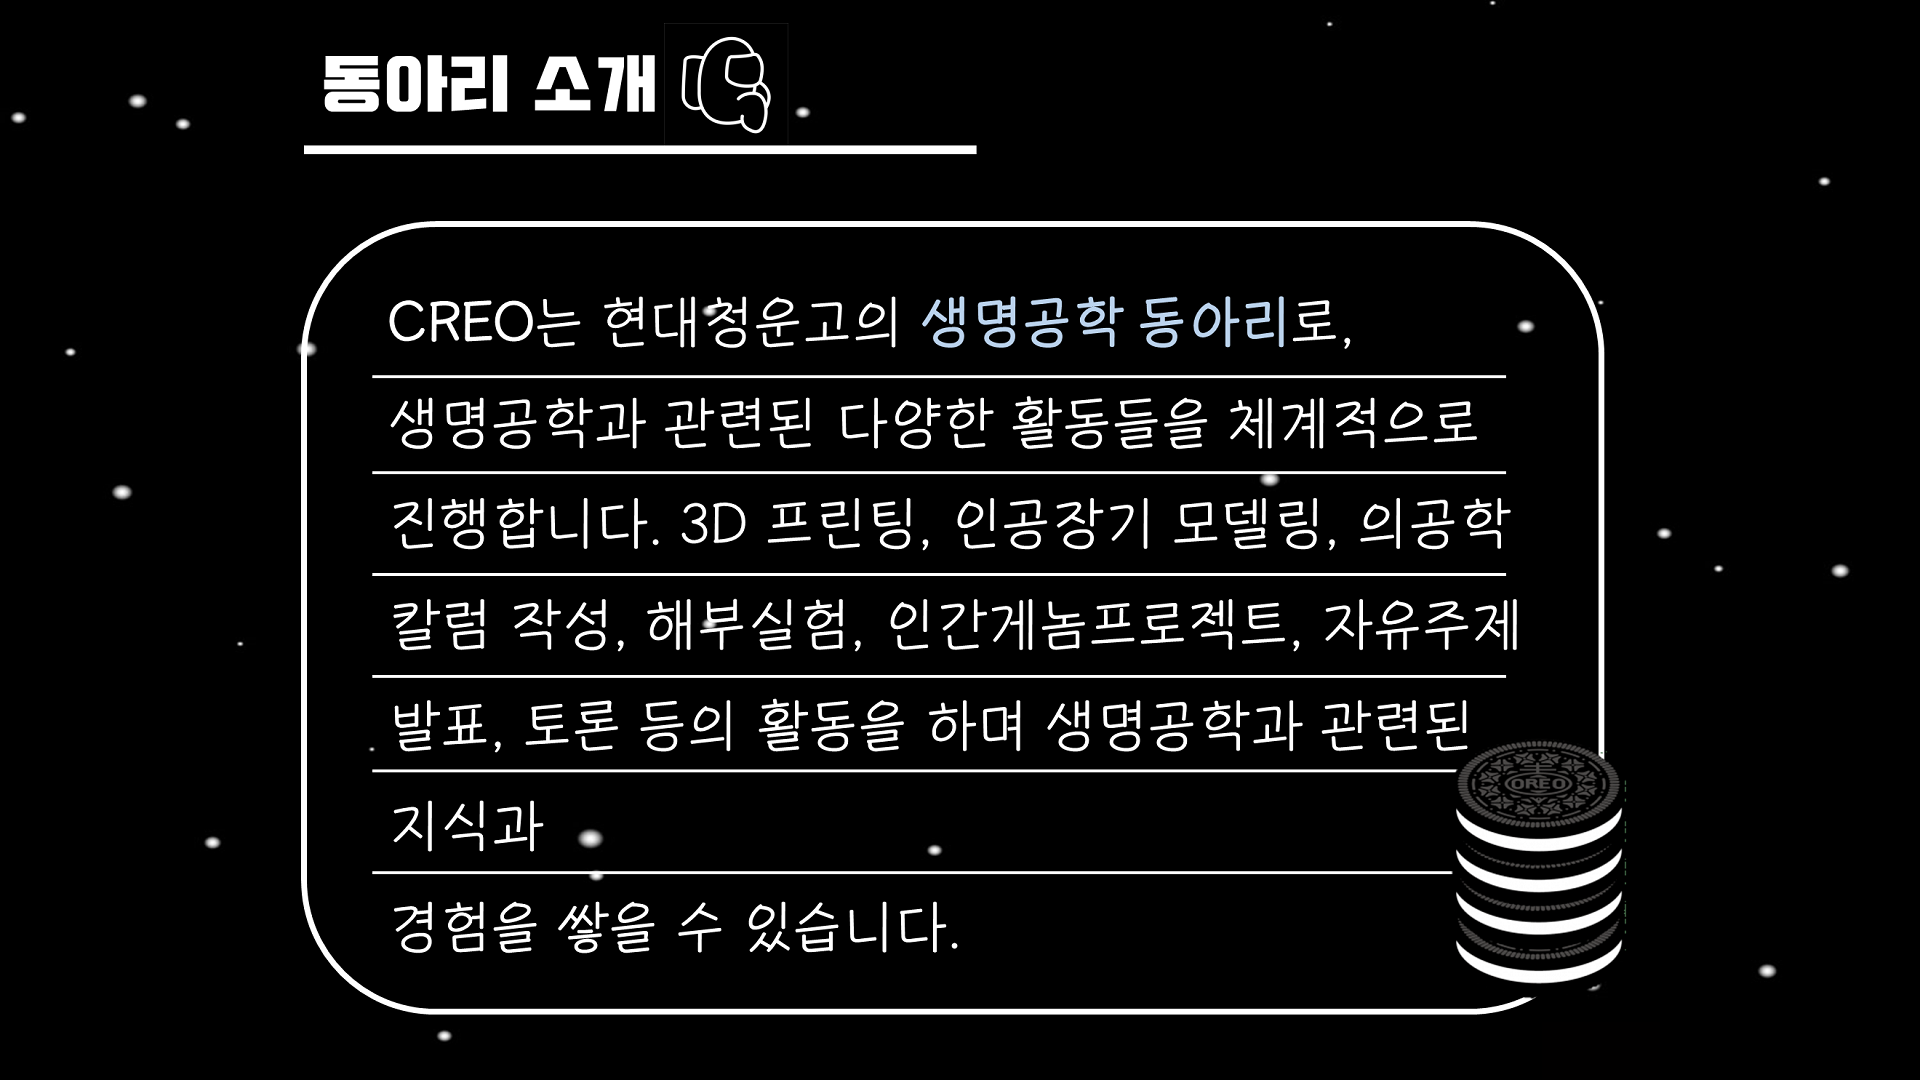 동아리 소개
CREO는 현대청운고의 생명공학 동아리로,
생명공학과 관련된 다양한 활동들을 체계적으로
진행합니다. 3D 프린팅, 인공장기 모델링, 의공학
칼럼 작성, 해부실험, 인간게놈프로젝트, 자유주제
발표, 토론 등의 활동을 하며 생명공학과 관련된
지식과
경험을 쌓을 수 있습니다.
OREO